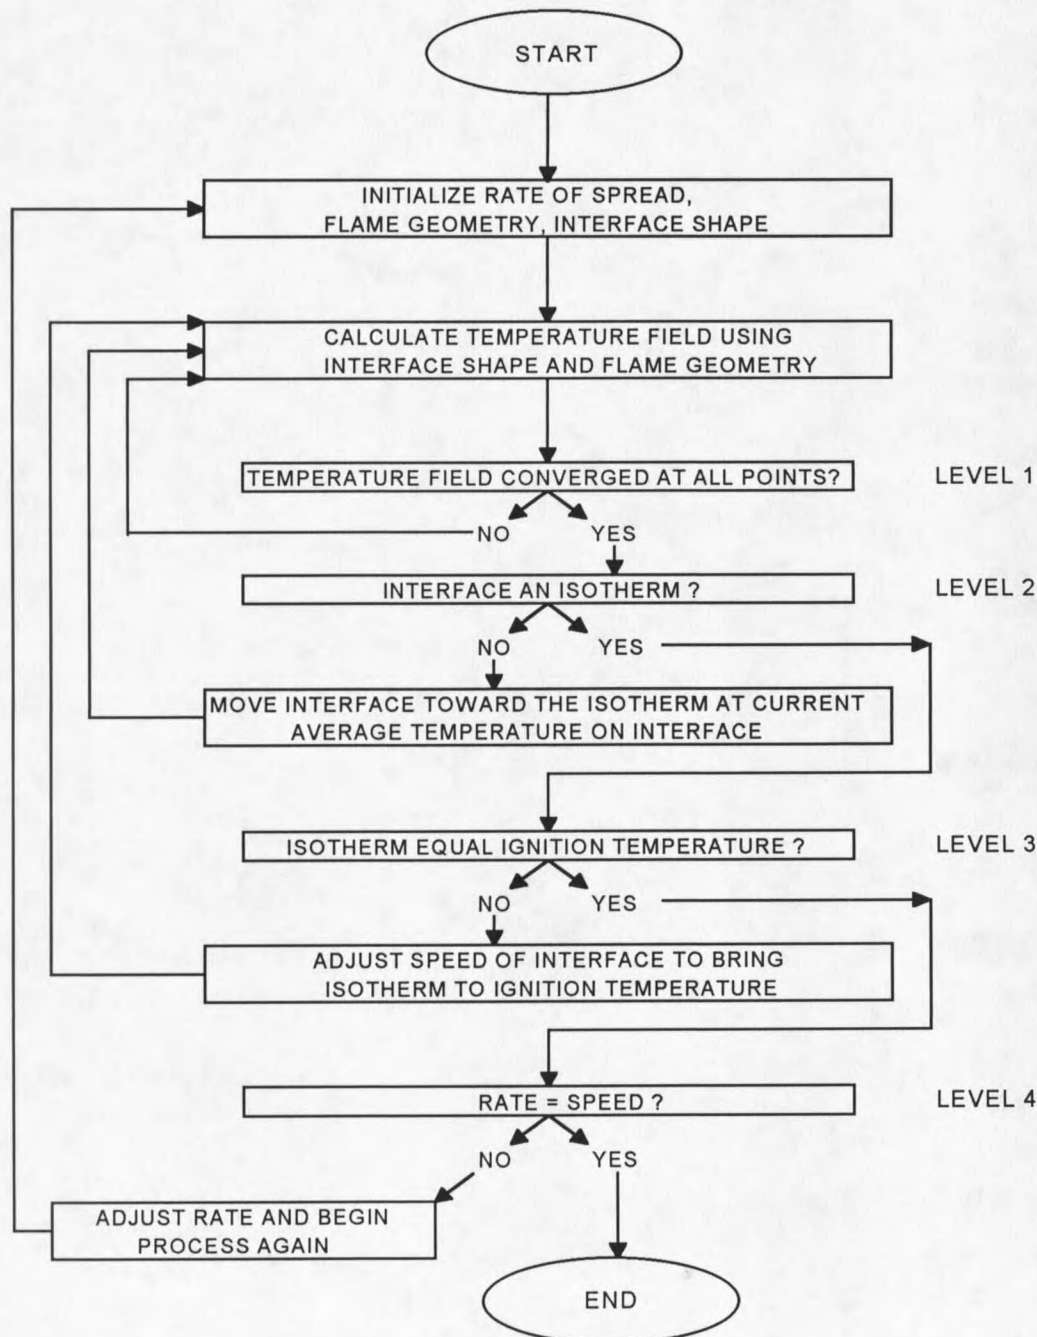 START
INITIALIZE RATE OF SPREAD,
FLAME GEOMETRY, INTERFACE SHAPE
CALCULATE TEMPERATURE FIELD USING
INTERFACE SHAPE AND FLAME GEOMETRY
TEMPERATURE FIELD CONVERGED AT ALL POINTS?
LEVEL 1
NO
YES
INTERFACE AN ISOTHERM ?
LEVEL 2
NO
YES
MOVE INTERFACE TOWARD THE ISOTHERM AT CURRENT
AVERAGE TEMPERATURE ON INTERFACE
ISOTHERM EQUAL IGNITION TEMPERATURE ?
LEVEL 3
NO
YES
ADJUST SPEED OF INTERFACE TO BRING
ISOTHERM TO IGNITION TEMPERATURE
RATE = SPEED ?
LEVEL 4
NO
YES
ADJUST RATE AND BEGIN
PROCESS AGAIN
END